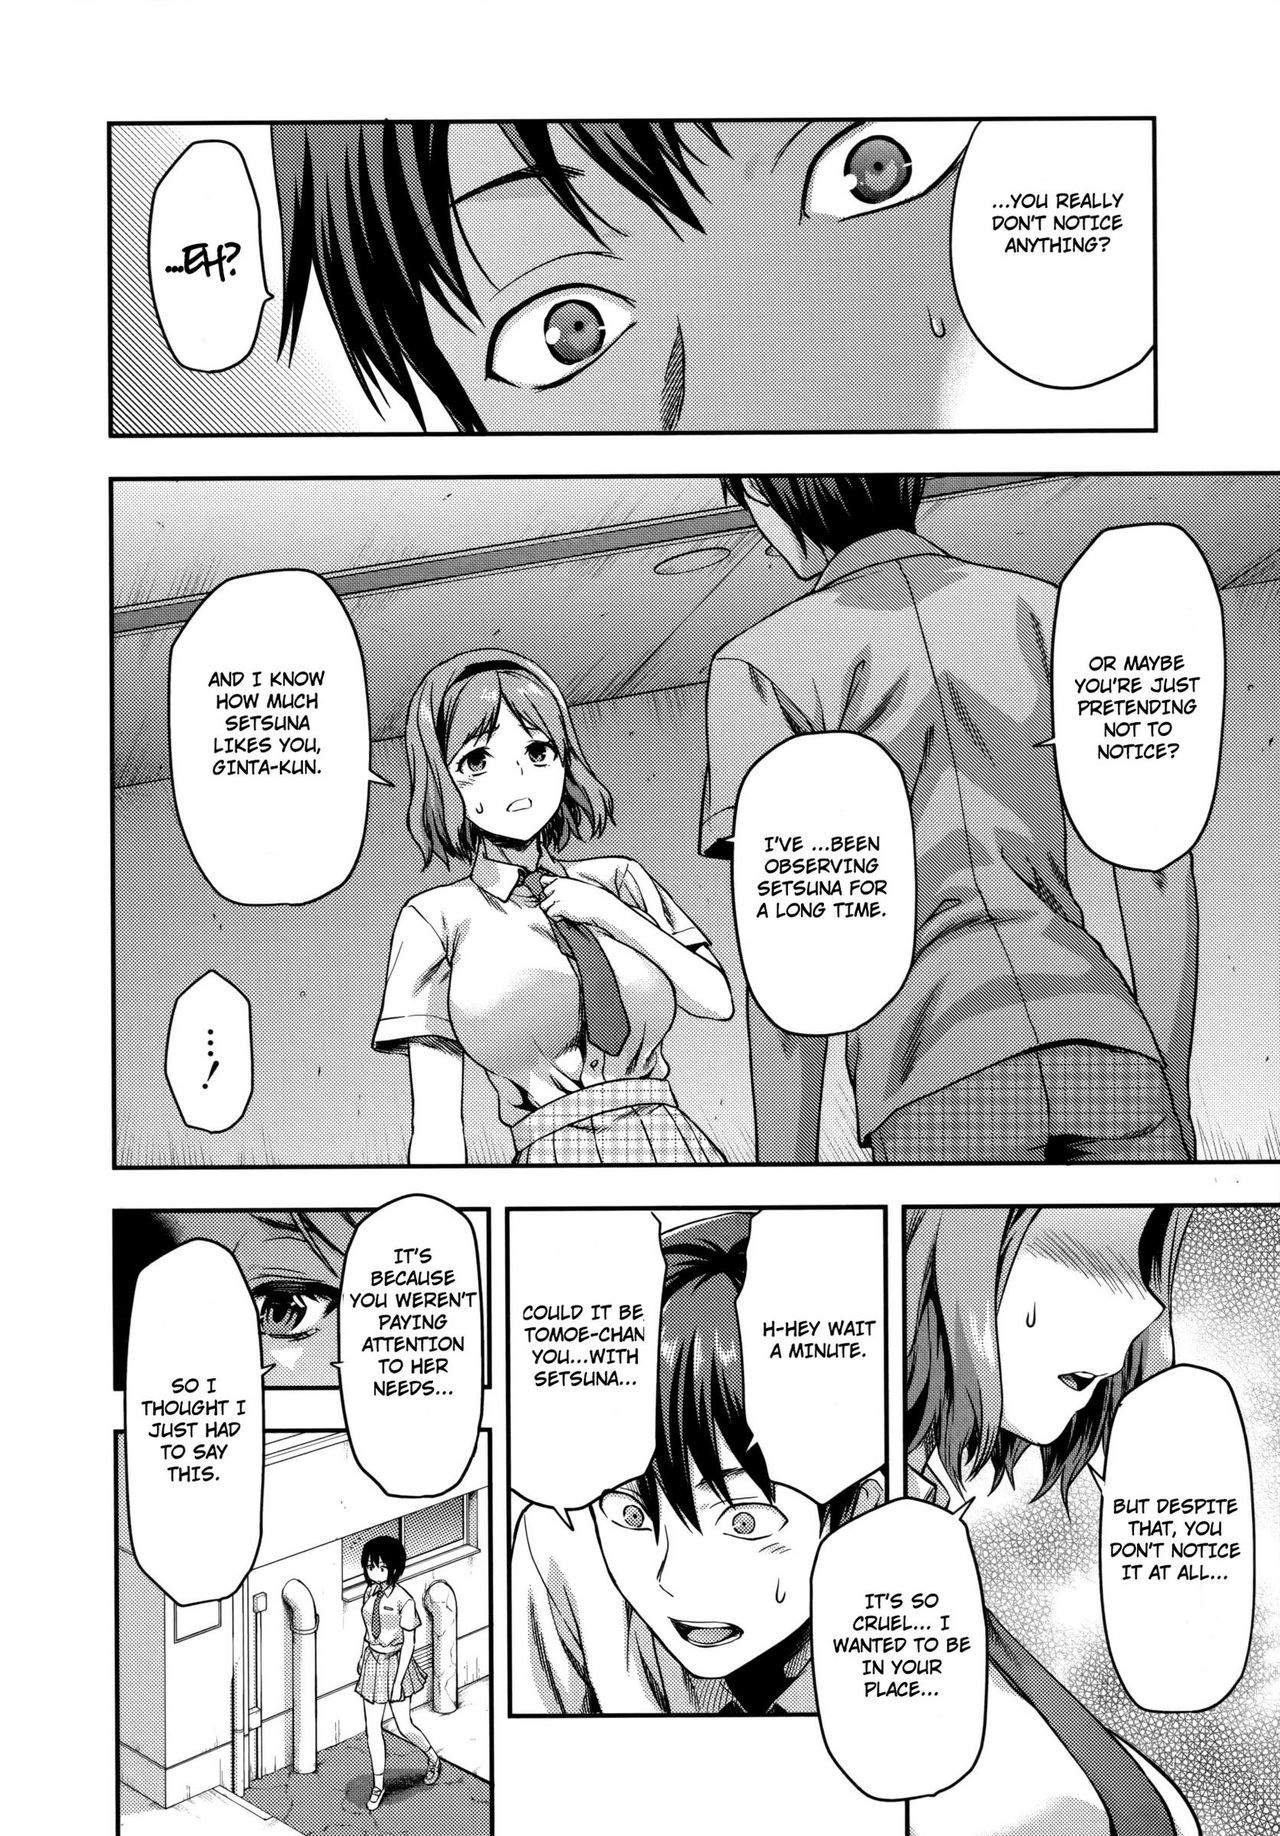 ...YOU REALLY
DON'T NOTICE
ANYTHING?
...EH?
OR MAYBE
YOU'RE JUST
PRETENDING
NOT TO
NOTICE?
I'VE ...BEEN
OBSERVING
SETSUNA FOR
A LONG TIME.
AND I KNOW
HOW MUCH
SETSUNA
LIKES YOU,
GINTA-KUN.
...!
BUT DESPITE
THAT, YOU
DON'T NOTICE
IT AT ALL...
IT'S SO
CRUEL... I
WANTED TO BE
IN YOUR
PLACE...
H-HEY WAIT
A MINUTE.
COULD IT BE
TOMOE-CHAN
YOU...WITH
SETSUNA...
IT'S
BECAUSE
YOU WEREN'T
PAYING
ATTENTION
TO HER
NEEDS...
SO I
THOUGHT I
JUST HAD
TO SAY
THIS.